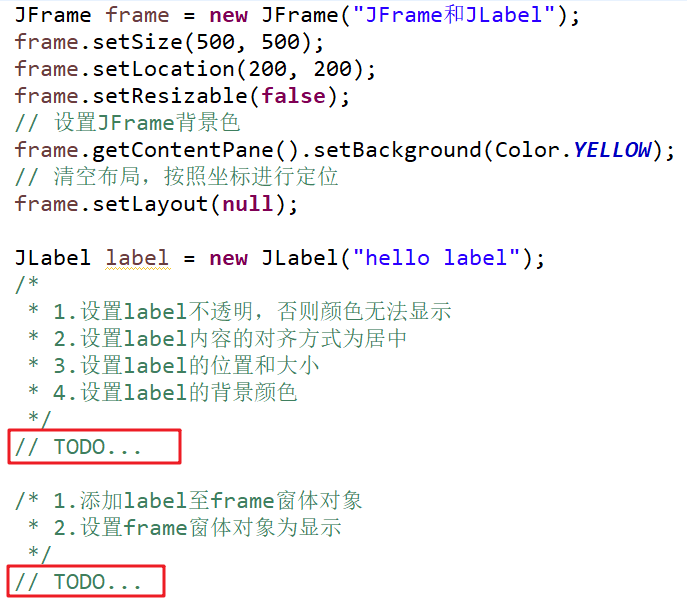 JFrame frame = new JFrame("JFrame和JLabel");
frame.setSize(500, 500);
frame.setLocation(200, 200);
frame.setResizable(false);
// 设置JFrame背景色
frame.getContentPane().setBackground(Color.YELLOW);
// 清空布局，按照坐标进行定位
frame.setLayout(null);
JLabel label = new JLabel("hello label");
/*
* 1.设置label不透明，否则颜色无法显示
* 2.设置label内容的对齐方式为居中
* 3.设置label的位置和大小
* 4.设置label的背景颜色
*/
// TODO...
/* 1.添加label至frame窗体对象
* 2.设置frame窗体对象为显示
*/
// TODO...